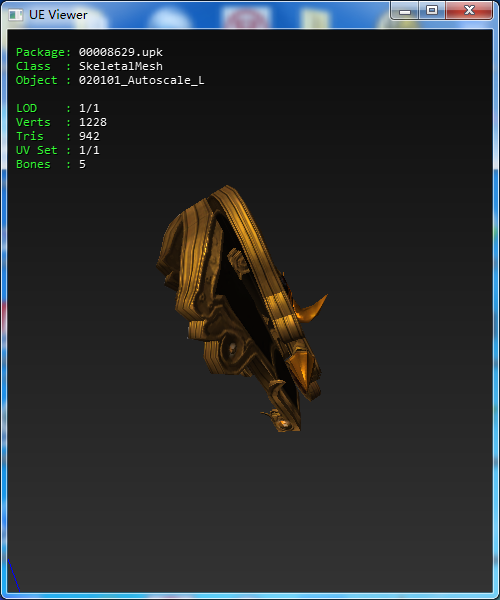 UE Viewer
Package: 00008629.upk
Class : SkeletalMesh
Object : 020101_Autoscale_L
LOD : 1/1
Verts : 1228
Tris : 942
UV Set : 1/1
Bones : 5